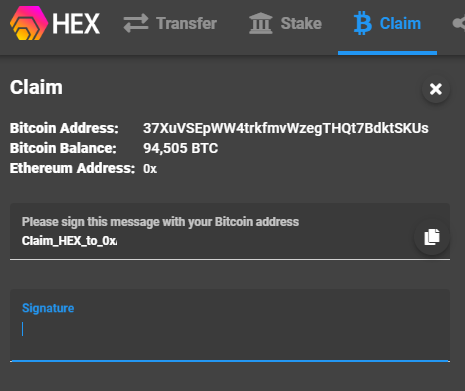 HEX Transfer Stake Claim
Claim
Bitcoin Address: 37XuVSEpWW4trkfmvWzegTHQt7BdktSKUs
Bitcoin Balance: 94,505 BTC
Ethereum Address: 0x
Please sign this message with your Bitcoin address
Claim_HEX_to_0x
Signature